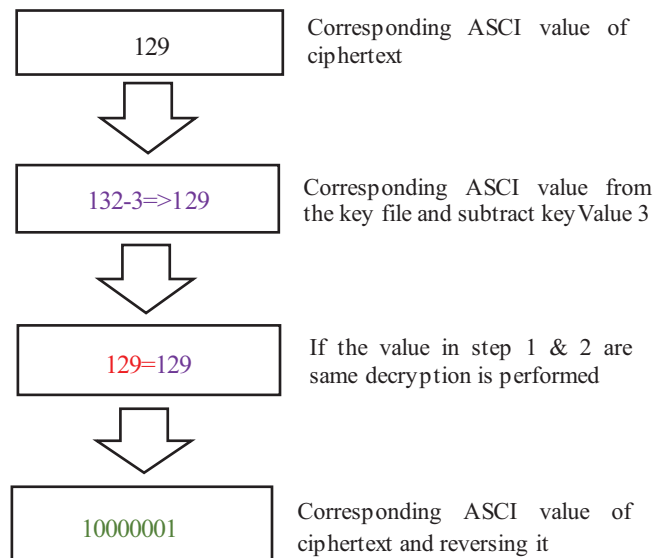 129
Corresponding ASCI value of
ciphertext
132-3=>129
Corresponding ASCI value from
the key file and subtract keyValue 3
129=129
If the value in step 1 & 2 are
same decryption is performed
10000001
Corresponding ASCI value of
ciphertext and reversing it